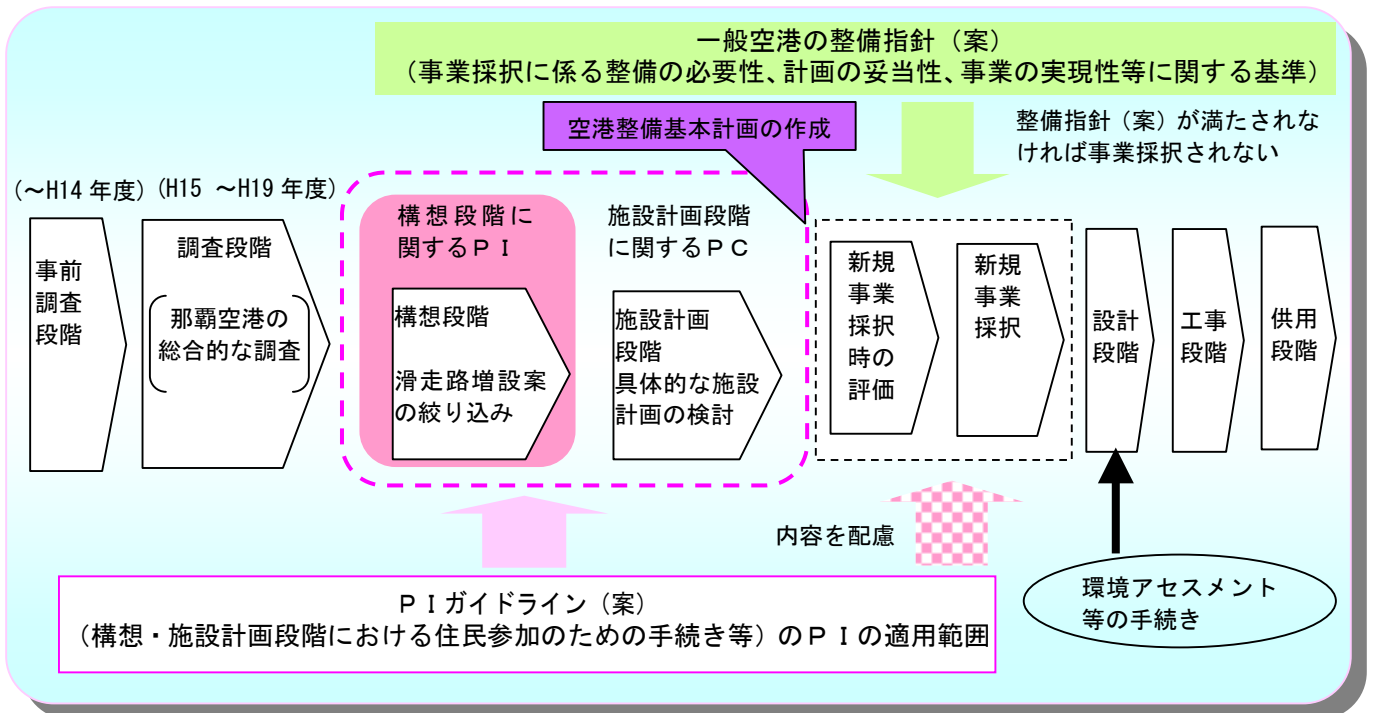 一般空港の整備指針（案）
（事業採択に係る整備の必要性、計画の妥当性、事業の実現性等に関する基準）
空港整備基本計画の作成
整備指針（案）が満たされな
ければ事業採択されない
(～H14 年度)
(H15 ～H19 年度)
事前
調査
段階
調査段階
那覇空港の
総合的な調査
構想段階に
関するＰＩ
構想段階
滑走路増設案
の絞り込み
施設計画段階
に関するＰＣ
施設計画
段階
具体的な施設
計画の検討
新規
事業
採択
時の
評価
新規
事業
採択
設計
段階
工事
段階
供用
段階
内容を配慮
ＰＩガイドライン（案）
（構想・施設計画段階における住民参加のための手続き等）のＰＩの適用範囲
環境アセスメント
等の手続き